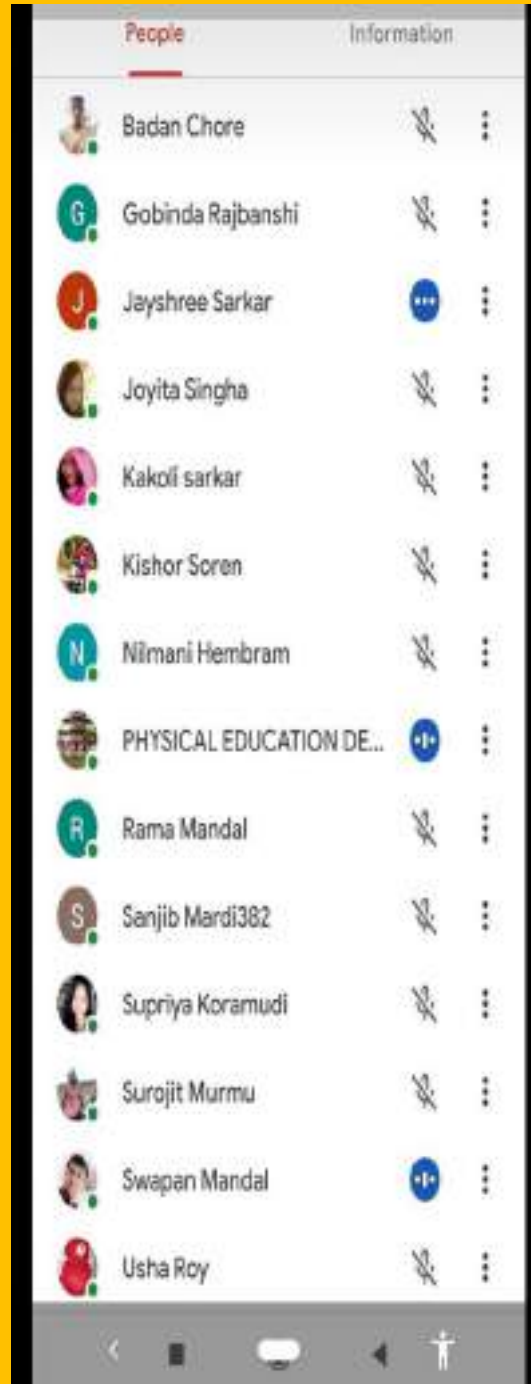 People Information
Badan Chore
G Gobinda Rajbanshi
J Jayshree Sarkar
Joyita Singha
Kakoli sarkar
Kishor Soren
N Nilmani Hembram
PHYSICAL EDUCATION DE...
R Rama Mandal
S Sanjib Mardi382
Supriya Koramudi
Surojit Murmu
Swapan Mandal
Usha Roy